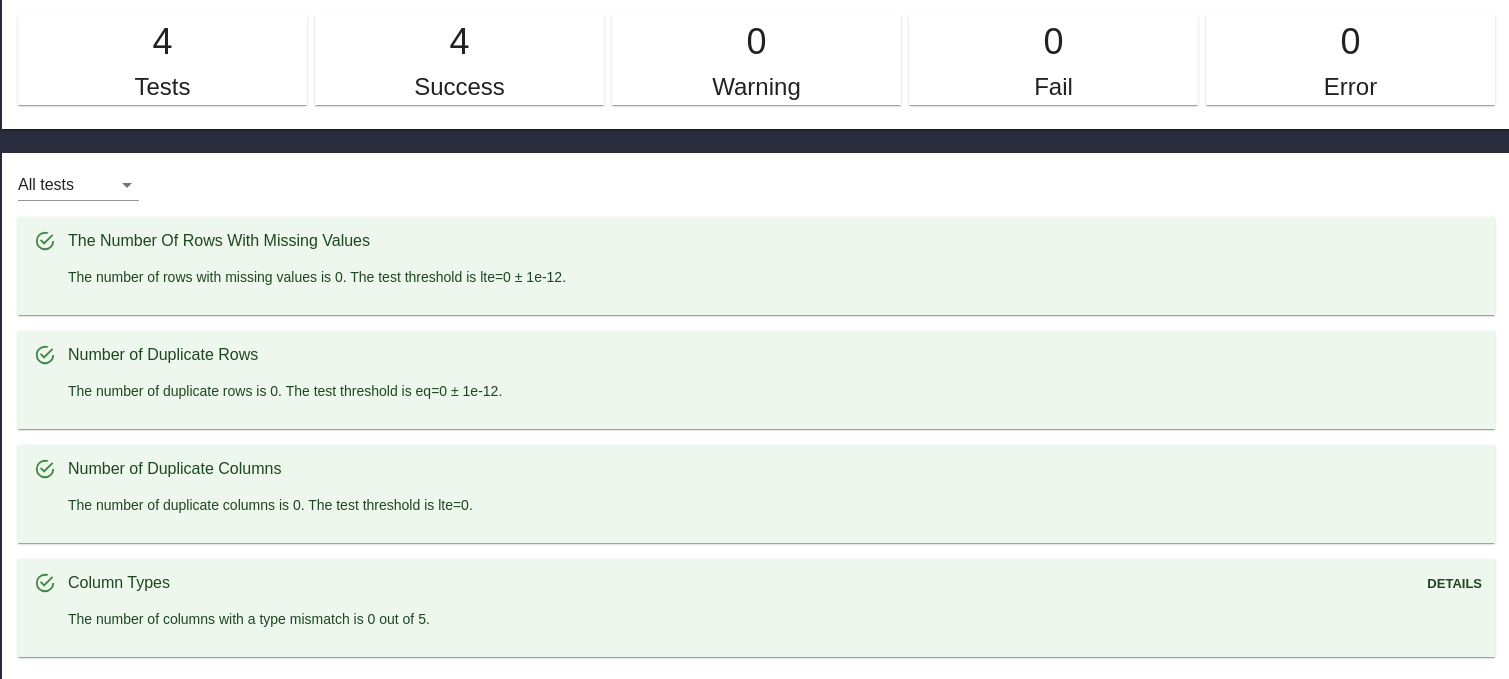 4
Tests
4
Success
0
Warning
0
Fail
0
Error
All tests
The Number Of Rows With Missing Values
The number of rows with missing values is 0. The test threshold is lte=0 ± 1e-12.
Number of Duplicate Rows
The number of duplicate rows is 0. The test threshold is eq=0 ± 1e-12.
Number of Duplicate Columns
The number of duplicate columns is 0. The test threshold is lte=0.
Column Types
DETAILS
The number of columns with a type mismatch is 0 out of 5.